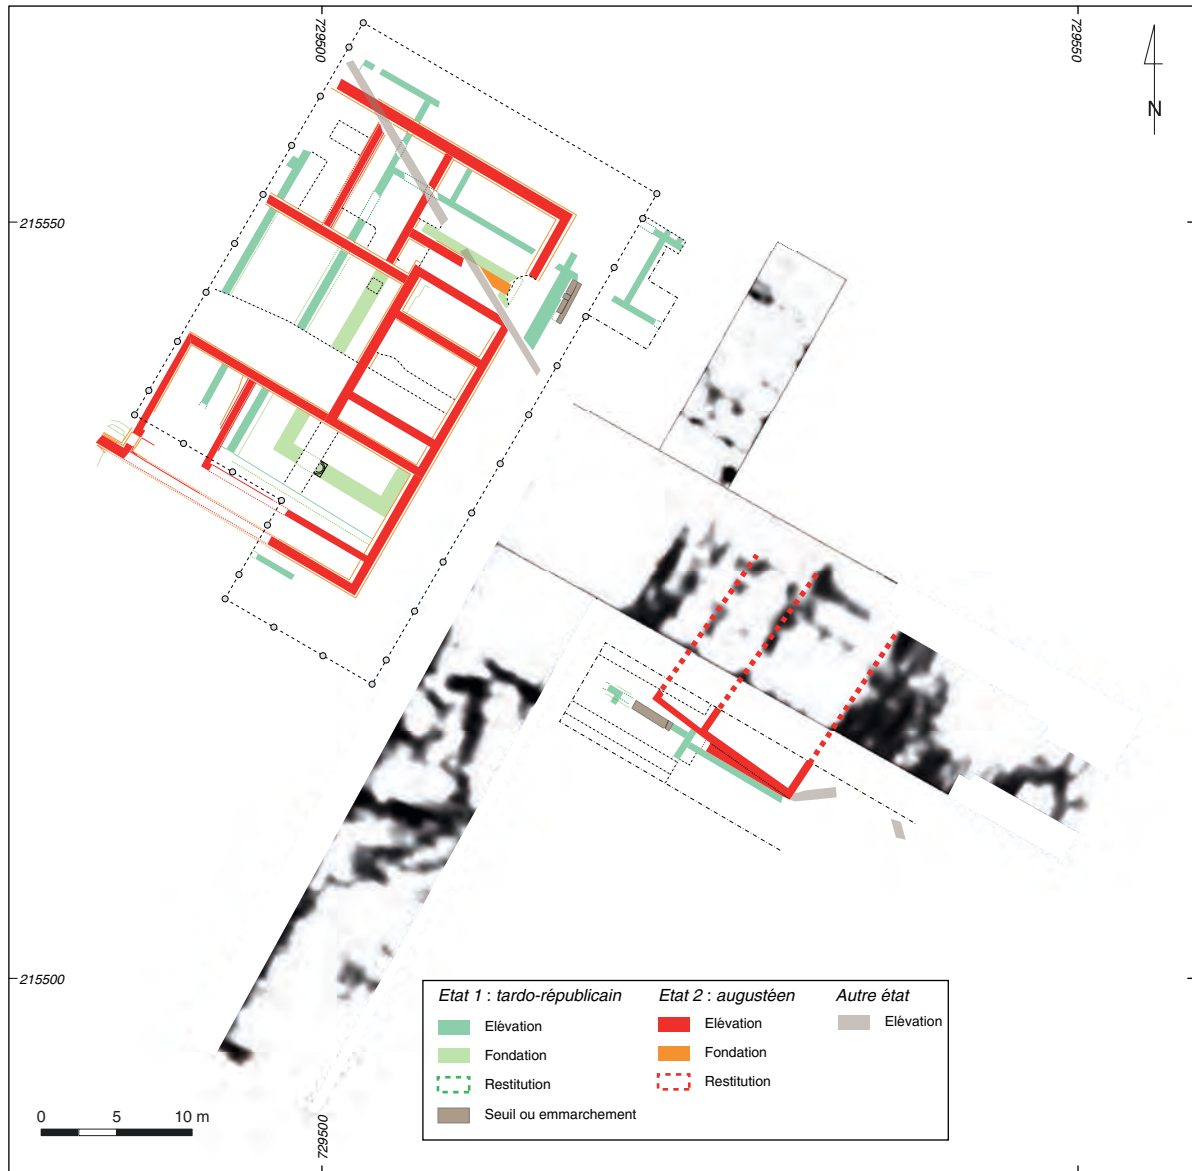 729500
729550
N
215550
215500
Etat 1 : tardo-républicain
Elévation
Fondation
Restitution
Seuil ou emmarchement
Etat 2 : augustéen
Elévation
Fondation
Restitution
Autre état
Elévation
0 5 10 m
729500